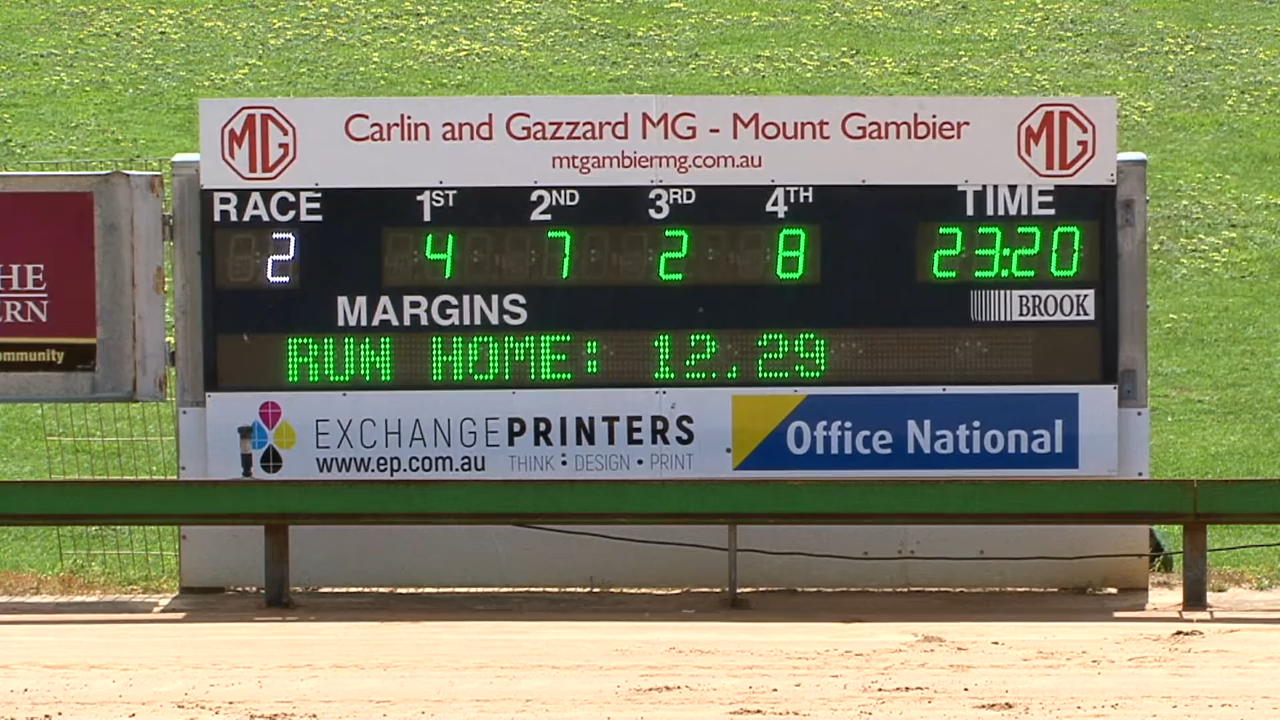 MG Carlin and Gazzard MG - Mount Gambier MG
mtgambiermg.com.au
RACE 1ST 2ND 3RD 4TH TIME
2 4 7 2 8 23:20
MARGINS BROOK
RUN HOME: 12.29
EXCHANGEPRINTERS
www.ep.com.au THINK : DESIGN • PRINT
Office National
HE
ERN
ommunity